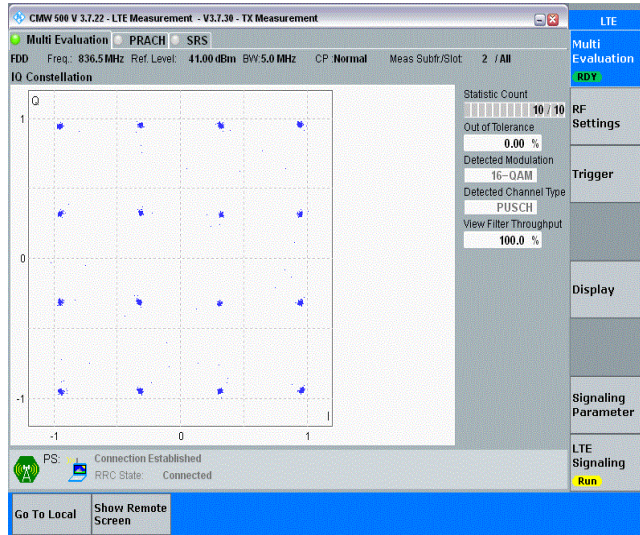 CMW 500 V 3.7.22 - LTE Measurement - V3.7.30 - TX Measurement
LTE
Multi Evaluation PRACH SRS
FDD Freq.: 836.5 MHz Ref. Level: 41.00 dBm BW: 5.0 MHz CP :Normal Meas Subfr./Slot: 2 / All
IQ Constellation
Q
1
0
-1
I
-1 0 1
Statistic Count
10 / 10
Out of Tolerance
0.00 %
Detected Modulation
16-QAM
Detected Channel Type
PUSCH
View Filter Throughput
100.0 %
PS:
Connection Established
RRC State: Connected
Multi
Evaluation
RDY
RF
Settings
Trigger
Display
Signaling
Parameter
LTE
Signaling
Run
Go To Local
Show Remote
Screen